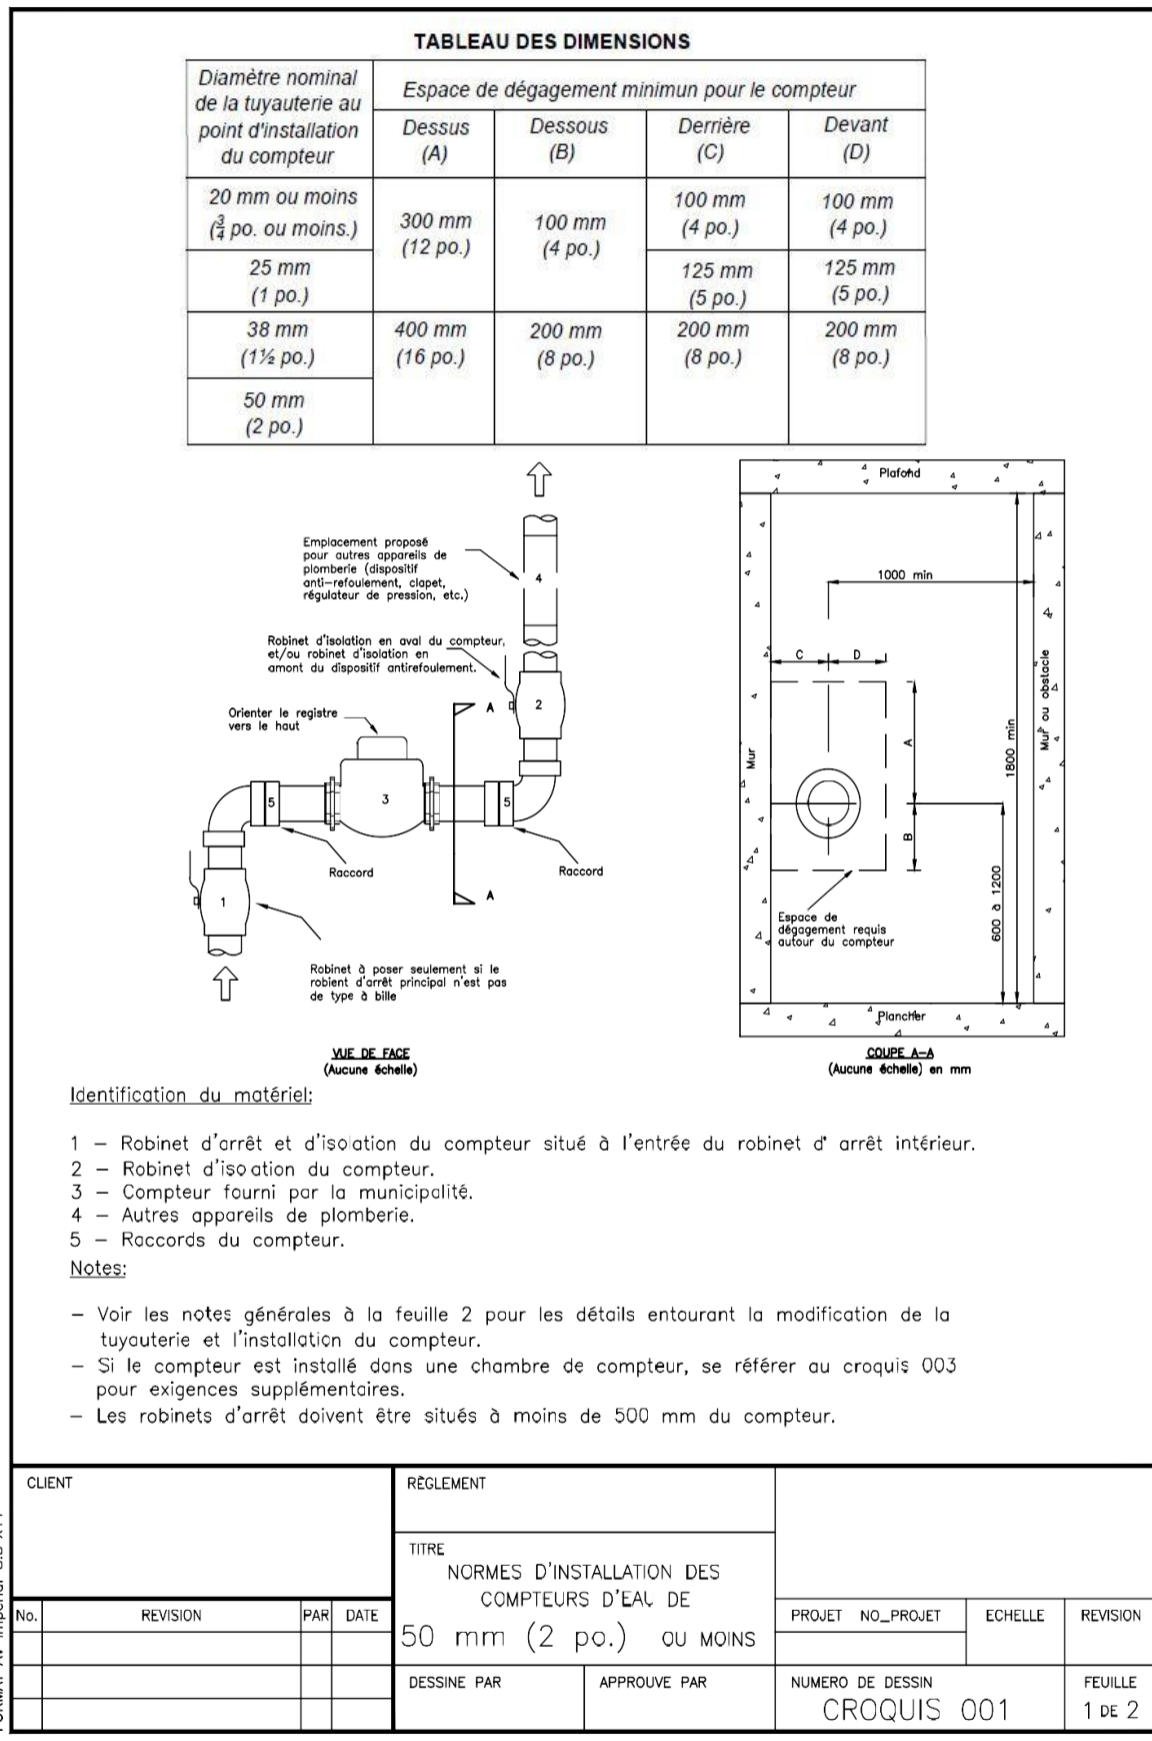 TABLEAU DES DIMENSIONS
Diamètre nominal
de la tuyauterie au
point d'installation
du compteur
Espace de dégagement minimun pour le compteur
Dessus
(A)
Dessous
(B)
Derrière
(C)
Devant
(D)
20 mm ou moins
(¾ po. ou moins.)
300 mm
(12 po.)
100 mm
(4 po.)
100 mm
(4 po.)
100 mm
(4 po.)
25 mm
(1 po.)
125 mm
(5 po.)
125 mm
(5 po.)
38 mm
(1½ po.)
400 mm
(16 po.)
200 mm
(8 po.)
200 mm
(8 po.)
200 mm
(8 po.)
50 mm
(2 po.)
Emplacement proposé
pour autres appareils de
plomberie (dispositif
anti-refoulement, clapet,
régulateur de pression, etc.)
4
Robinet d'isolation en aval du compteur,
et/ou robinet d'isolation en
amont du dispositif antirefoulement.
2
Orienter le registre
vers le haut
A
5
3
5
Raccord
Raccord
A
1
Robinet à poser seulement si le
robient d'arrêt principal n'est pas
de type à bille
VUE DE FACE
(Aucune échelle)
Plafond
1000 min
C
D
A
B
Mur
Mur ou obstacle
1800 min
600 à 1200
Espace de
dégagement requis
autour du compteur
Plancher
COUPE A-A
(Aucune échelle) en mm
Identification du matériel:
1 – Robinet d'arrêt et d'isolation du compteur situé à l'entrée du robinet d' arrêt intérieur.
2 – Robinet d'isolation du compteur.
3 – Compteur fourni par la municipalité.
4 – Autres appareils de plomberie.
5 – Raccords du compteur.
Notes:
– Voir les notes générales à la feuille 2 pour les détails entourant la modification de la
tuyauterie et l'installation du compteur.
– Si le compteur est installé dans une chambre de compteur, se référer au croquis 003
pour exigences supplémentaires.
– Les robinets d'arrêt doivent être situés à moins de 500 mm du compteur.
CLIENT
RÈGLEMENT
TITRE
NORMES D'INSTALLATION DES
COMPTEURS D'EAU DE
50 mm (2 po.) OU MOINS
No.
REVISION
PAR
DATE
PROJET NO_PROJET
ECHELLE
REVISION
DESSINE PAR
APPROUVE PAR
NUMERO DE DESSIN
CROQUIS 001
FEUILLE
1 DE 2